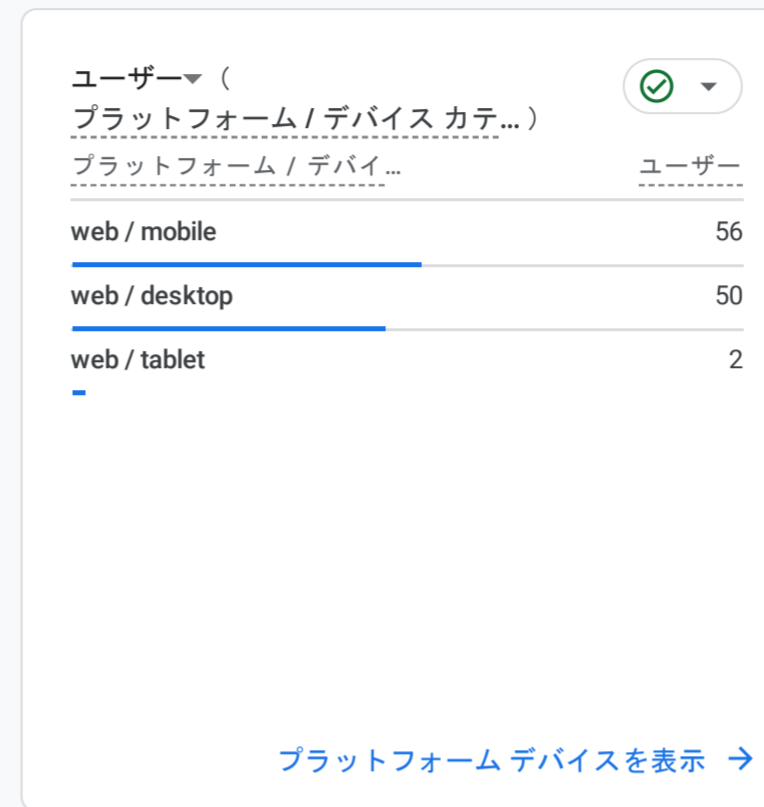 ユーザー（
プラットフォーム / デバイス カテ... ）
プラットフォーム / デバイ... ユーザー
web / mobile 56
web / desktop 50
web / tablet 2
プラットフォーム デバイスを表示